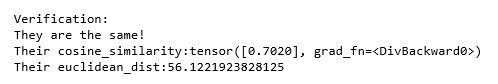 Verification:
They are the same!
Their cosine_similarity:tensor([0.7020], grad_fn=<DivBackward0>)
Their euclidean_dist:56.1221923828125